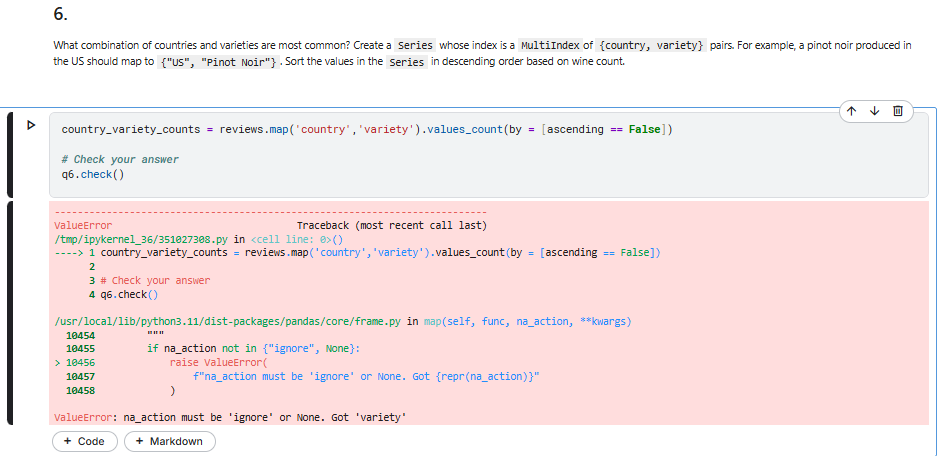 6.
What combination of countries and varieties are most common? Create a Series whose index is a MultiIndex of {country, variety} pairs. For example, a pinot noir produced in
the US should map to {"US", "Pinot Noir"} . Sort the values in the Series in descending order based on wine count.
country_variety_counts = reviews.map('country','variety').values_count(by = [ascending == False])
# Check your answer
q6.check()
---------------------------------------------------------------------------
ValueError                                Traceback (most recent call last)
/tmp/ipykernel_36/351027308.py in <cell line: 0>()
----> 1 country_variety_counts = reviews.map('country','variety').values_count(by = [ascending == False])
      2
      3 # Check your answer
      4 q6.check()
/usr/local/lib/python3.11/dist-packages/pandas/core/frame.py in map(self, func, na_action, **kwargs)
  10454         """
  10455         if na_action not in {"ignore", None}:
> 10456             raise ValueError(
  10457                 f"na_action must be 'ignore' or None. Got {repr(na_action)}"
  10458             )
ValueError: na_action must be 'ignore' or None. Got 'variety'
+ Code + Markdown